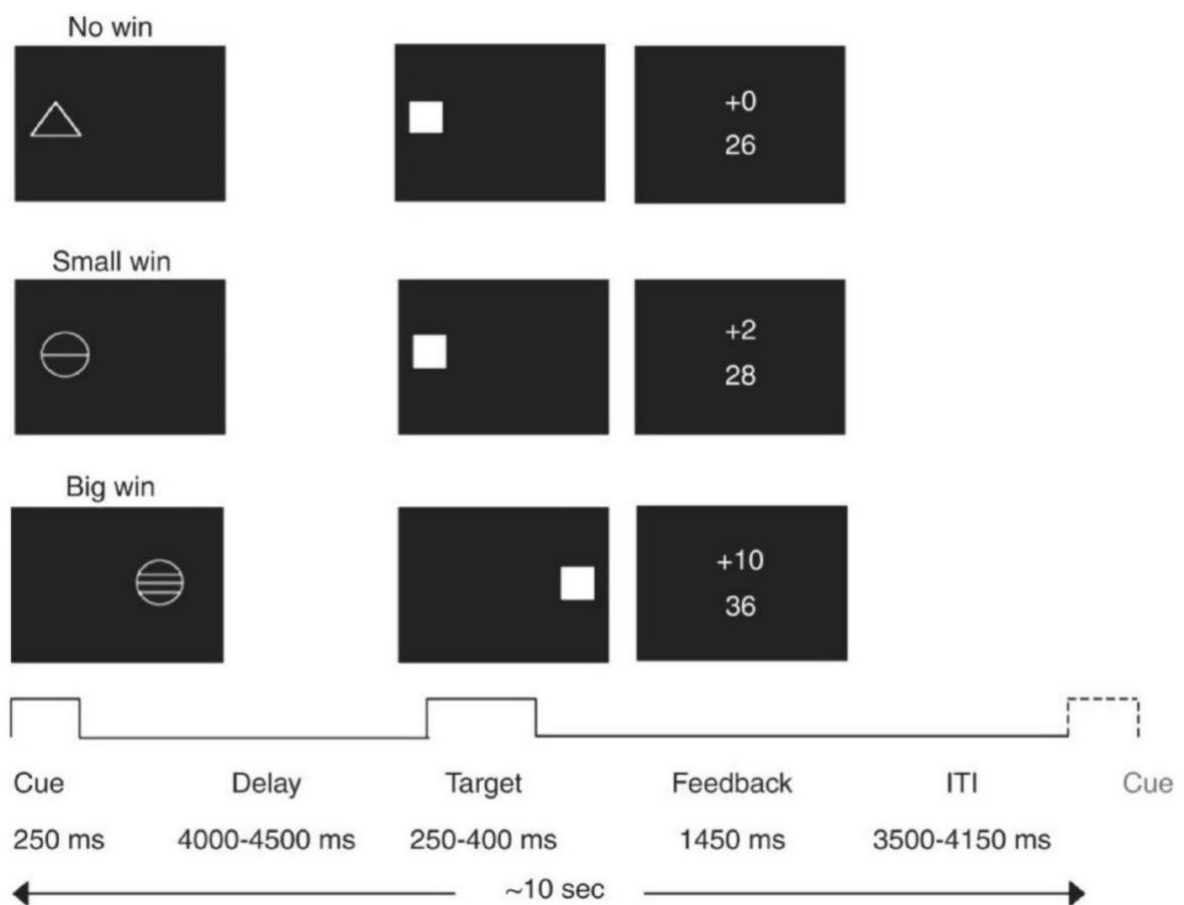 No win
+0
26
Small win
+2
28
Big win
+10
36
Cue Delay Target Feedback ITI Cue
250 ms 4000-4500 ms 250-400 ms 1450 ms 3500-4150 ms
~10 sec